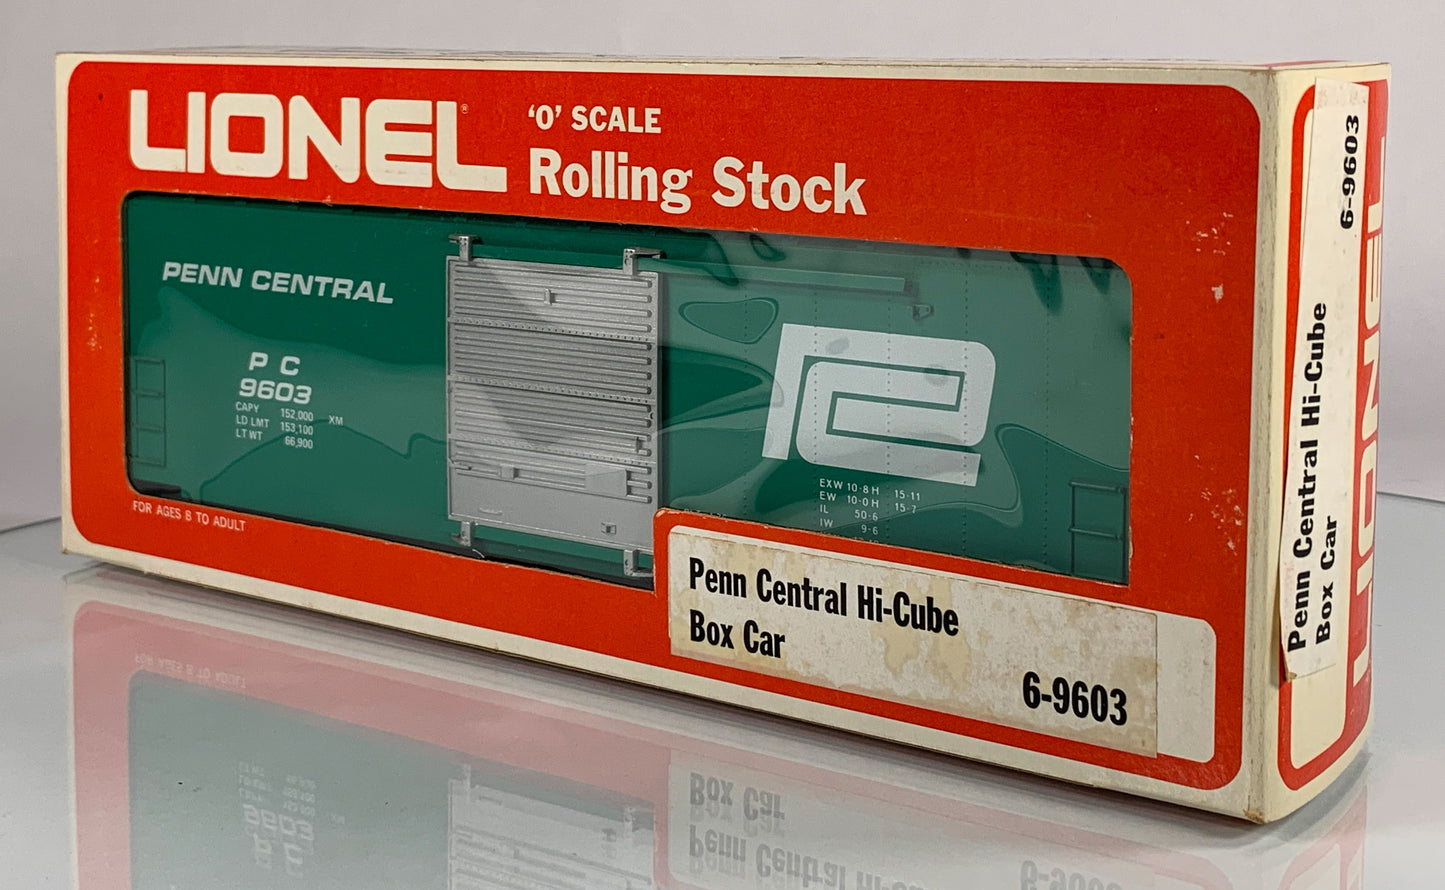 LIONEL®
'O' SCALE
Rolling Stock
PENN CENTRAL
P C
9603
CAPY 152,000 XM
LD LMT 153,100
LT WT 66,900
EXW 10-8 H 15-11
EW 10-0 H 15-7
IL 50-6
IW 9-6
FOR AGES 8 TO ADULT
Penn Central Hi-Cube
Box Car
6-9603
Penn Central Hi-Cube
Box Car
6-9603
LIONEL